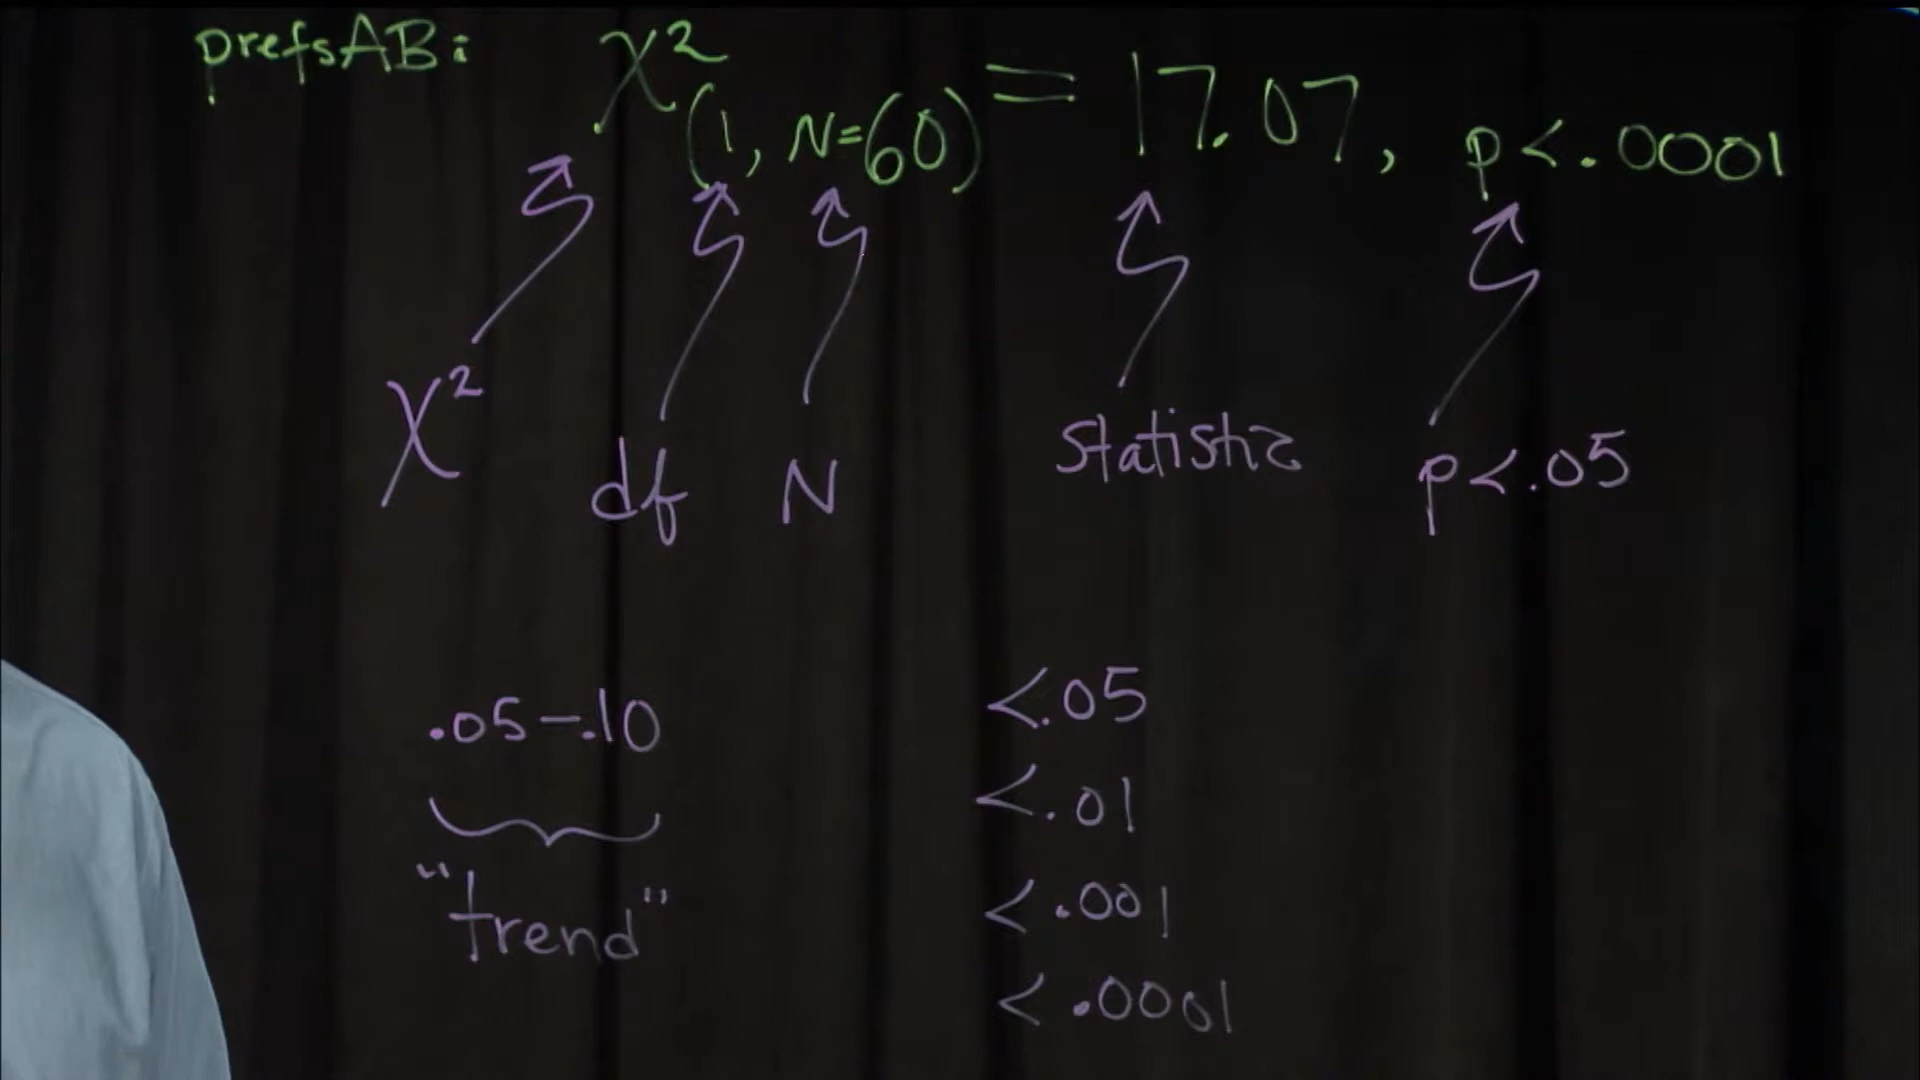 prefsAB: χ²(1, N=60) = 17.07, p<.0001
χ² df N statistic p<.05
.05–.10 <.05
<.01
"trend" <.001
<.0001